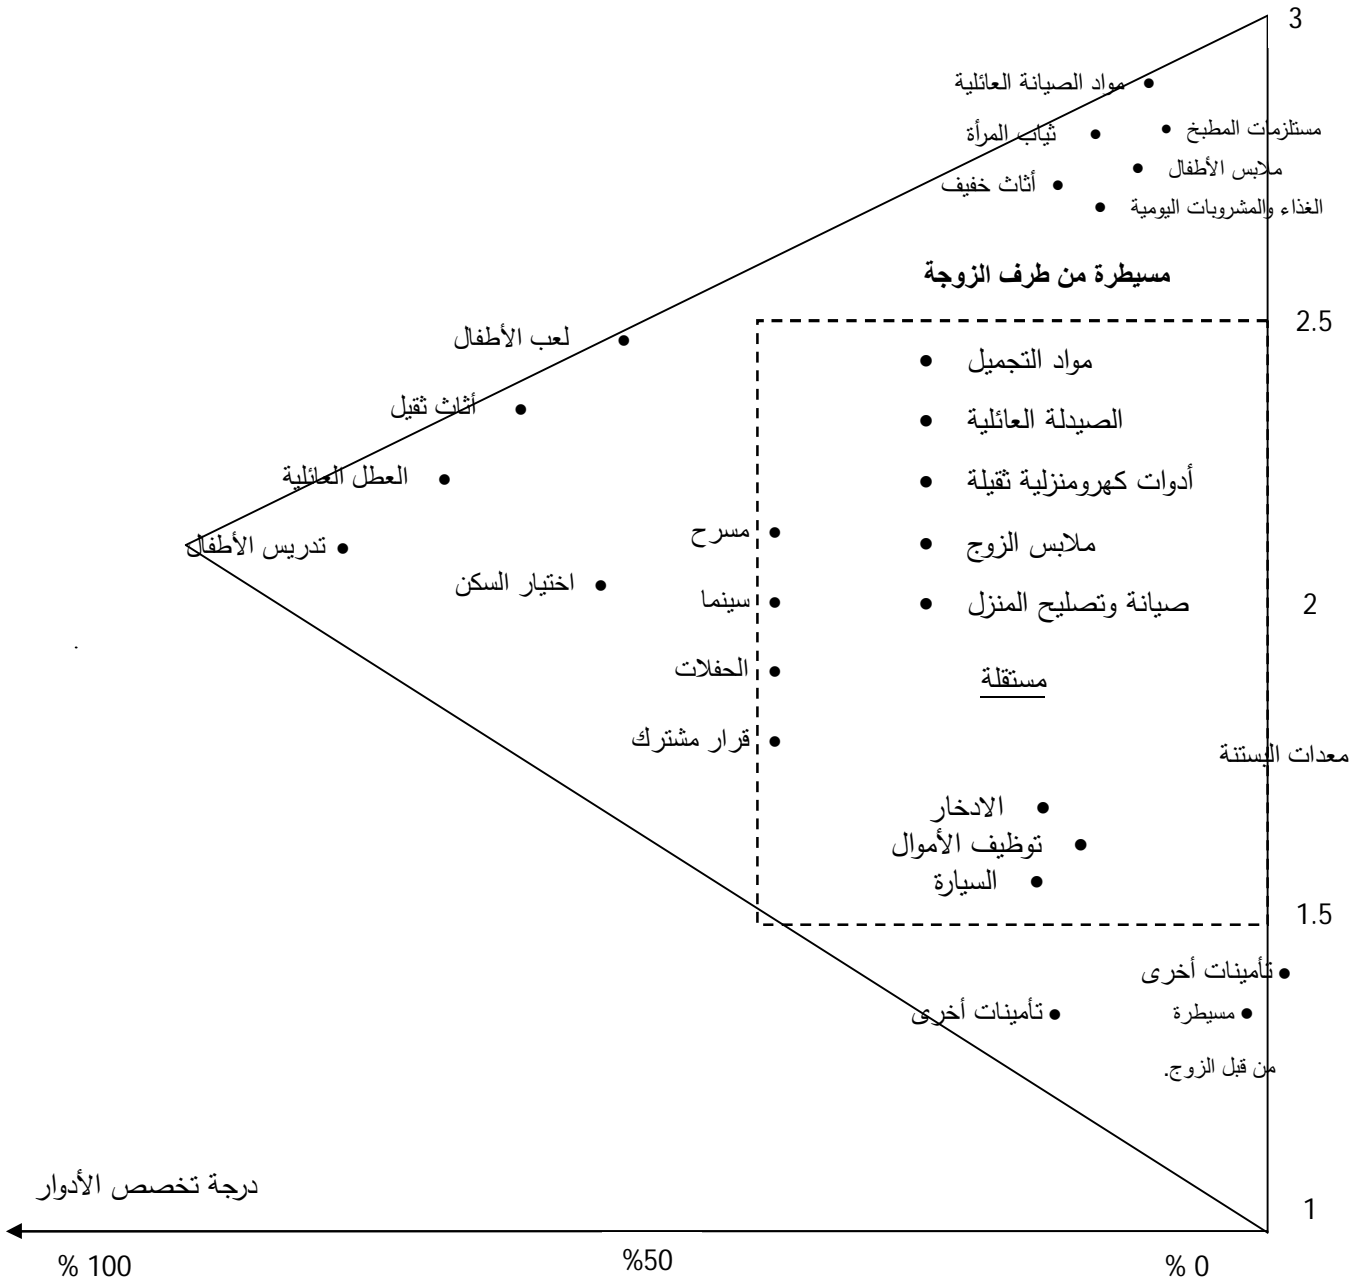 3
مواد الصيانة العائلية
مستلزمات المطبخ
ثياب المرأة
ملابس الأطفال
أثاث خفيف
الغذاء والمشروبات اليومية
مسيطرة من طرف الزوجة
2.5
لعب الأطفال
مواد التجميل
أثاث ثقيل
الصيدلة العائلية
العطل العائلية
أدوات كهرومنزلية ثقيلة
مسرح
ملابس الزوج
تدريس الأطفال
اختيار السكن
سينما
صيانة وتصليح المنزل
2
الحفلات
مستقلة
قرار مشترك
معدات البستنة
الادخار
توظيف الأموال
السيارة
1.5
تأمينات أخرى
مسيطرة
تأمينات أخرى
من قبل الزوج.
درجة تخصص الأدوار
1
% 0
%50
% 100